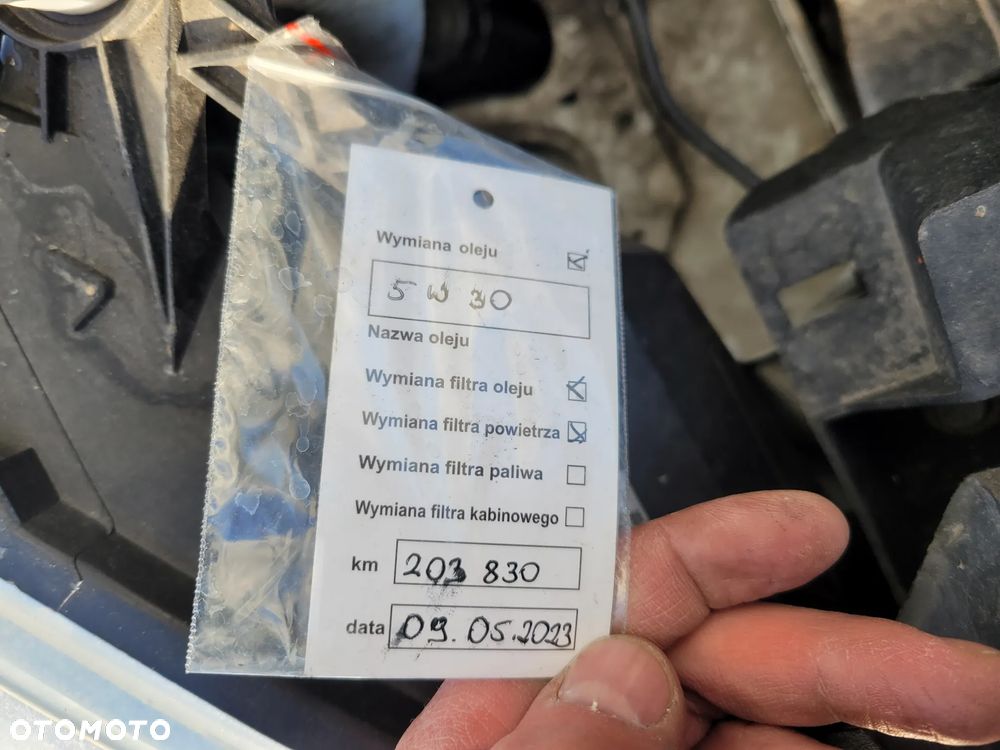 Wymiana oleju
5 W 30
Nazwa oleju
Wymiana filtra oleju
Wymiana filtra powietrza
Wymiana filtra paliwa
Wymiana filtra kabinowego
km 203 830
data 09.05.2023
OTOMOTO